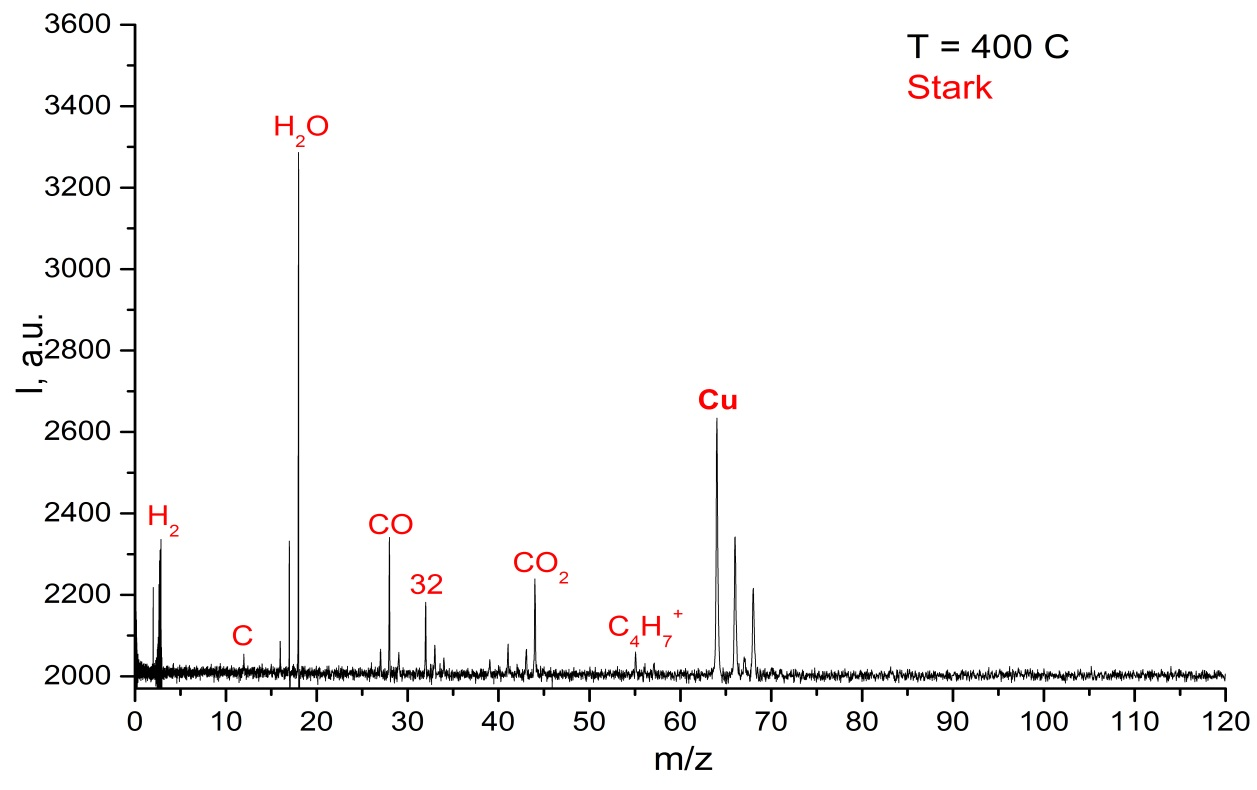 T = 400 C
Stark
3600
3400
3200
3000
2800
2600
2400
2200
2000
I, a.u.
H₂
C
H₂O
CO
32
CO₂
C₄H₇⁺
Cu
0 10 20 30 40 50 60 70 80 90 100 110 120
m/z